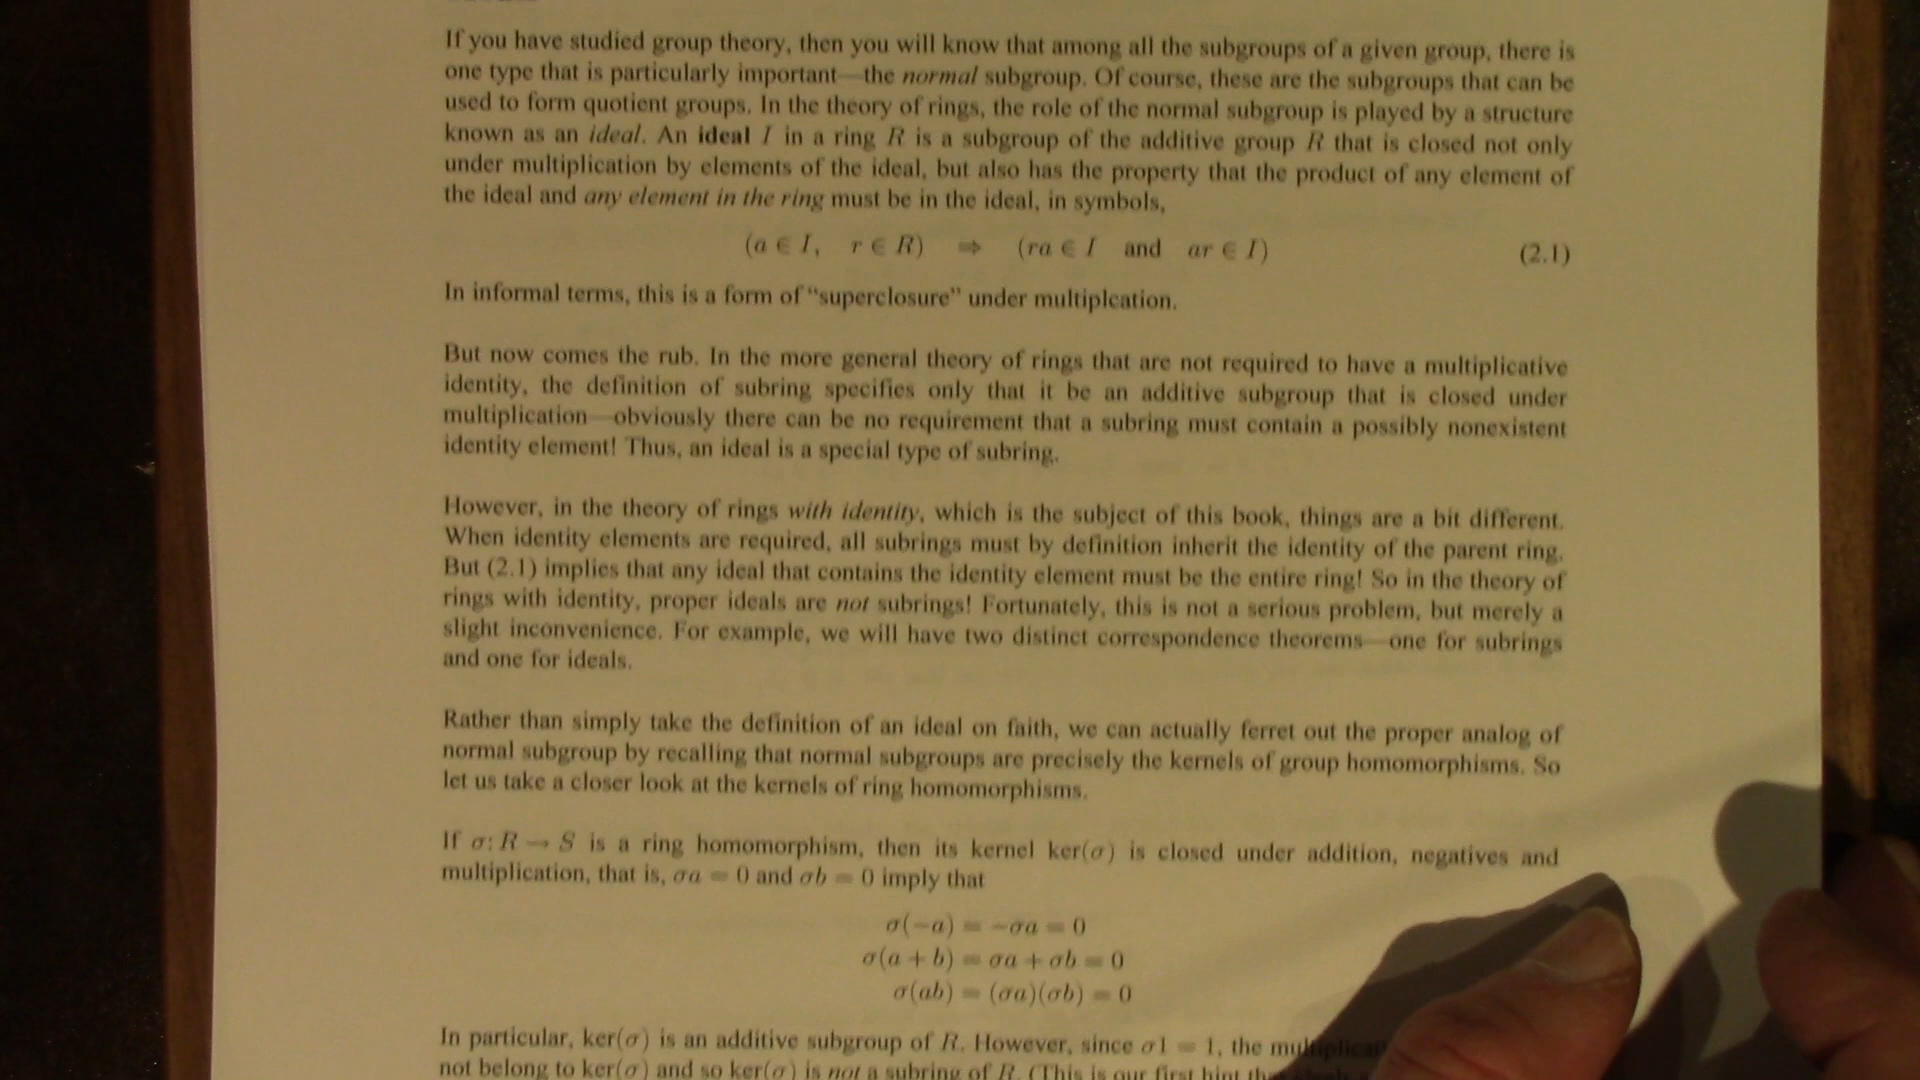 If you have studied group theory, then you will know that among all the subgroups of a given group, there is
one type that is particularly important—the normal subgroup. Of course, these are the subgroups that can be
used to form quotient groups. In the theory of rings, the role of the normal subgroup is played by a structure
known as an ideal. An ideal I in a ring R is a subgroup of the additive group R that is closed not only
under multiplication by elements of the ideal, but also has the property that the product of any element of
the ideal and any element in the ring must be in the ideal, in symbols,
(a ∈ I, r ∈ R) ⇒ (ra ∈ I and ar ∈ I) (2.1)
In informal terms, this is a form of "superclosure" under multiplcation.
But now comes the rub. In the more general theory of rings that are not required to have a multiplicative
identity, the definition of subring specifies only that it be an additive subgroup that is closed under
multiplication—obviously there can be no requirement that a subring must contain a possibly nonexistent
identity element! Thus, an ideal is a special type of subring.
However, in the theory of rings with identity, which is the subject of this book, things are a bit different.
When identity elements are required, all subrings must by definition inherit the identity of the parent ring.
But (2.1) implies that any ideal that contains the identity element must be the entire ring! So in the theory of
rings with identity, proper ideals are not subrings! Fortunately, this is not a serious problem, but merely a
slight inconvenience. For example, we will have two distinct correspondence theorems—one for subrings
and one for ideals.
Rather than simply take the definition of an ideal on faith, we can actually ferret out the proper analog of
normal subgroup by recalling that normal subgroups are precisely the kernels of group homomorphisms. So
let us take a closer look at the kernels of ring homomorphisms.
If σ: R → S is a ring homomorphism, then its kernel ker(σ) is closed under addition, negatives and
multiplication, that is, σa = 0 and σb = 0 imply that
σ(−a) = −σa = 0
σ(a + b) = σa + σb = 0
σ(ab) = (σa)(σb) = 0
In particular, ker(σ) is an additive subgroup of R. However, since σ1 = 1, the
not belong to ker(σ) and so ker(σ) is not a subring of R. (This is our first hint